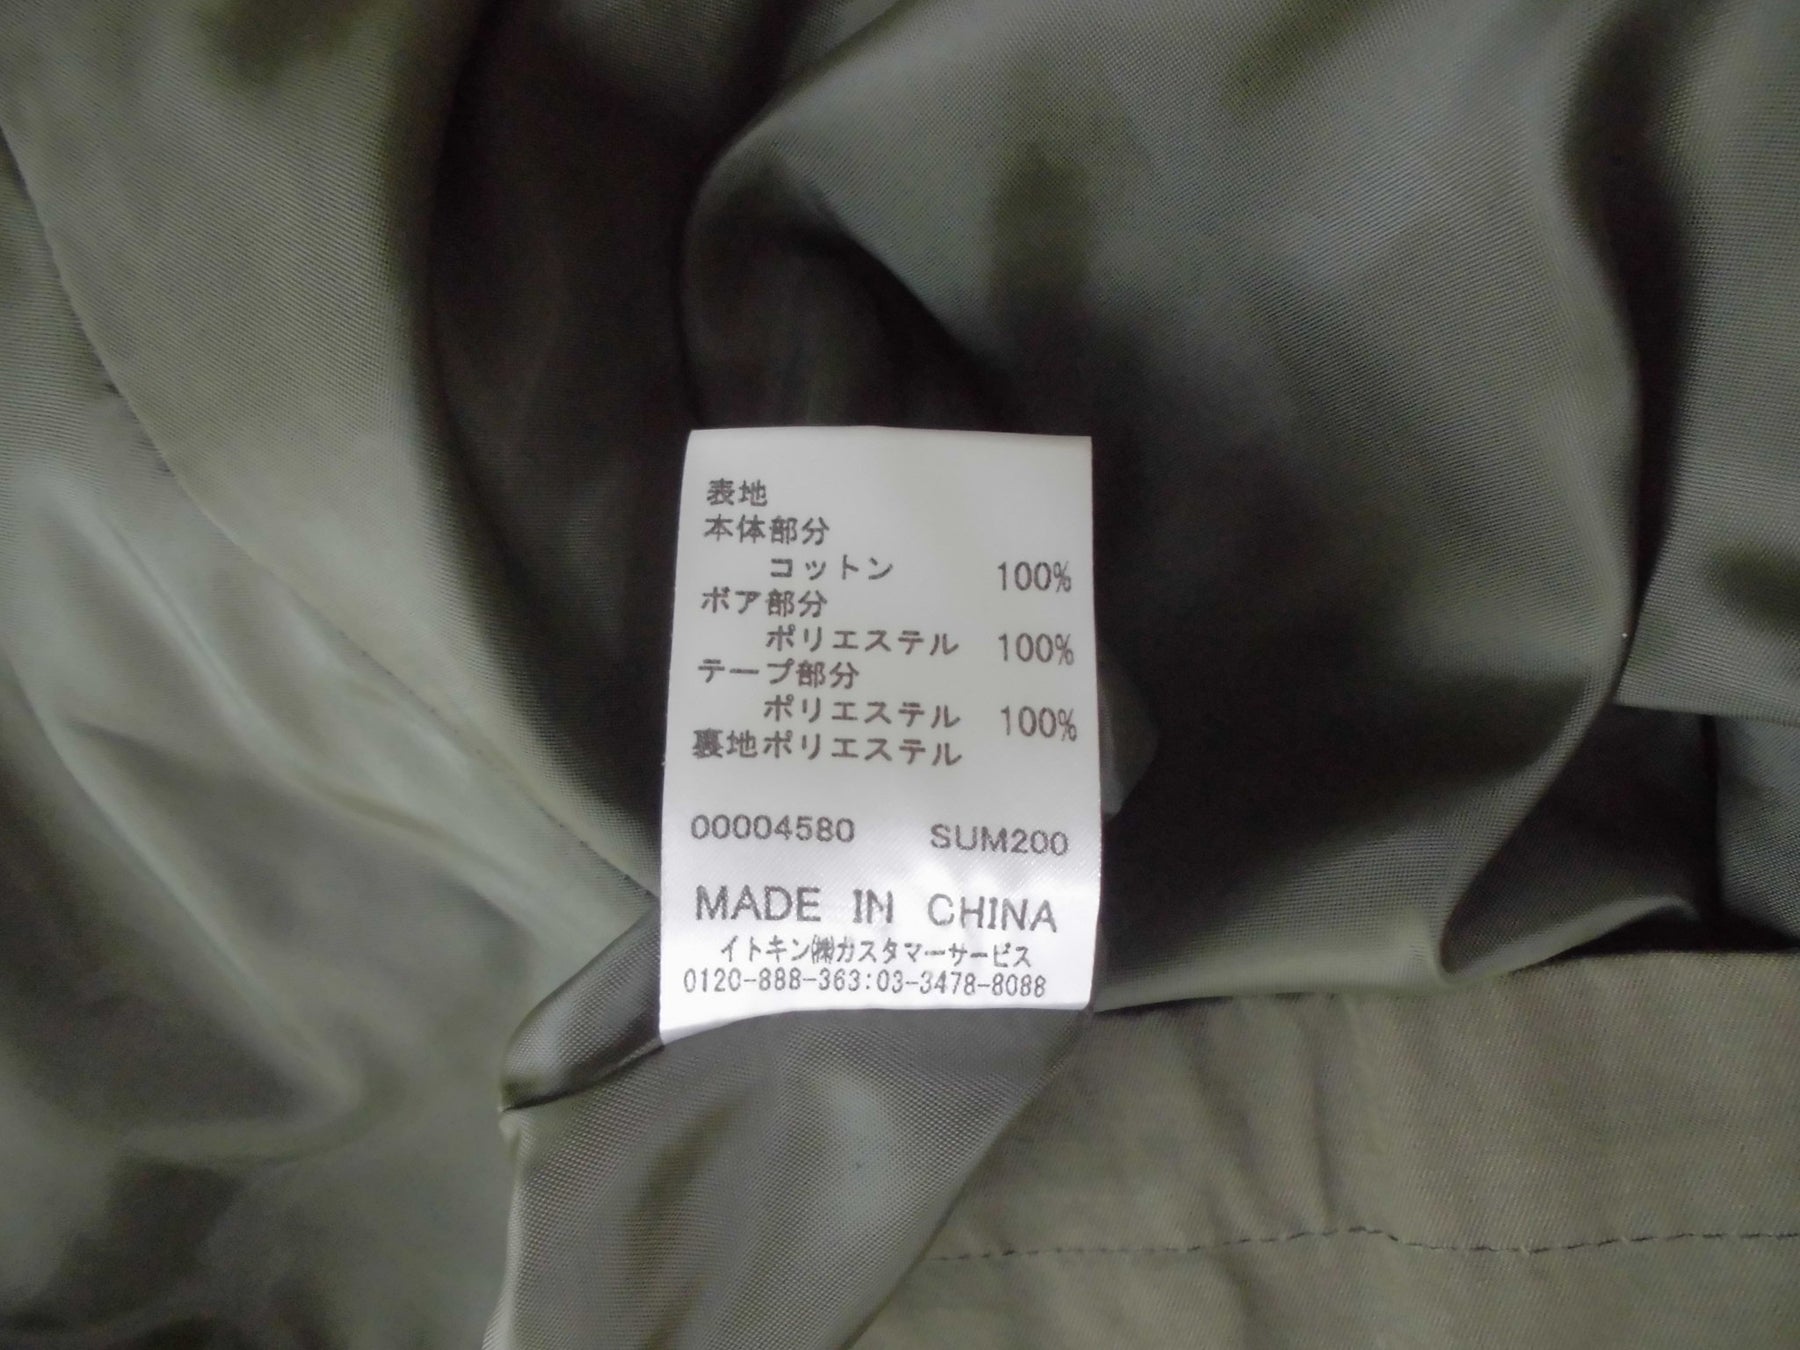 表地
本体部分
コットン 100%
ボア部分
ポリエステル 100%
テープ部分
ポリエステル 100%
裏地ポリエステル
00004580 SUM200
MADE IN CHINA
イトキン㈱カスタマーサービス
0120-888-363:03-3478-8088